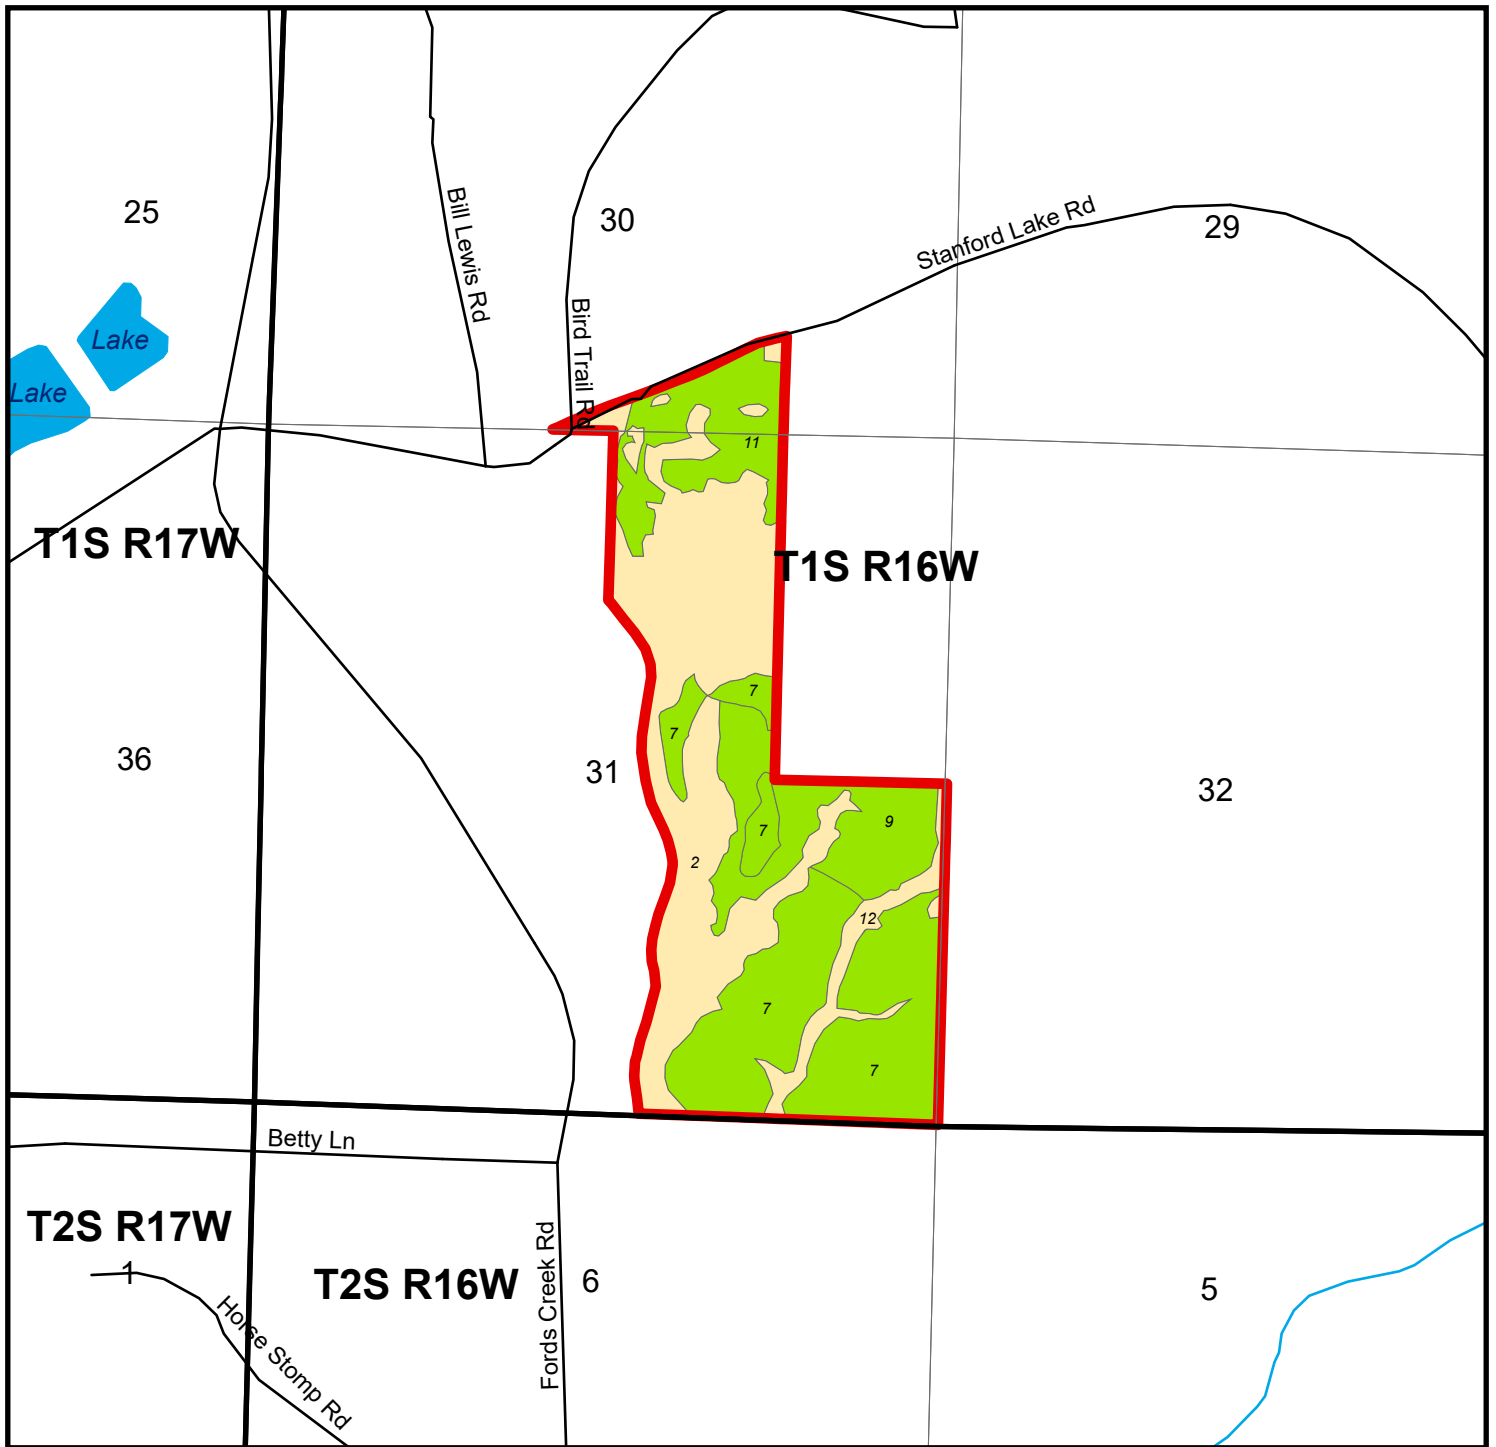 25
30
29
Bill Lewis Rd
Stanford Lake Rd
Bird Trail Rd
Lake
Lake
11
T1S R17W
T1S R16W
7
7
36
31
32
7
9
2
12
7
7
Betty Ln
T2S R17W
1
T2S R16W
6
5
Fords Creek Rd
Horse Stomp Rd